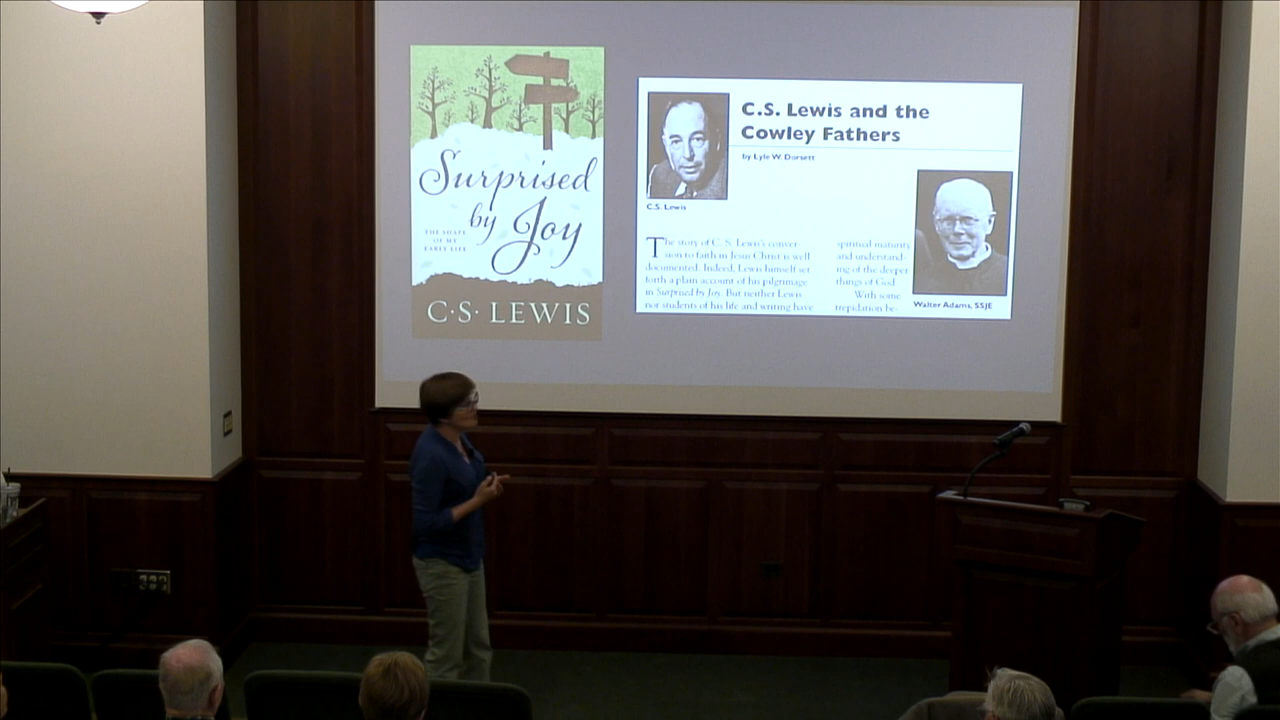 Surprised
by Joy
THE SHAPE
OF MY
EARLY LIFE
C·S· LEWIS
C.S. Lewis and the
Cowley Fathers
by Lyle W. Dorsett
C.S. Lewis
The story of C. S. Lewis's conver-
sion to faith in Jesus Christ is well
documented. Indeed, Lewis himself set
forth a plain account of his pilgrimage
in Surprised by Joy. But neither Lewis
nor students of his life and writing have
spiritual maturity
and understand-
ing of the deeper
things of God.
With some
trepidation be-
Walter Adams, SSJE